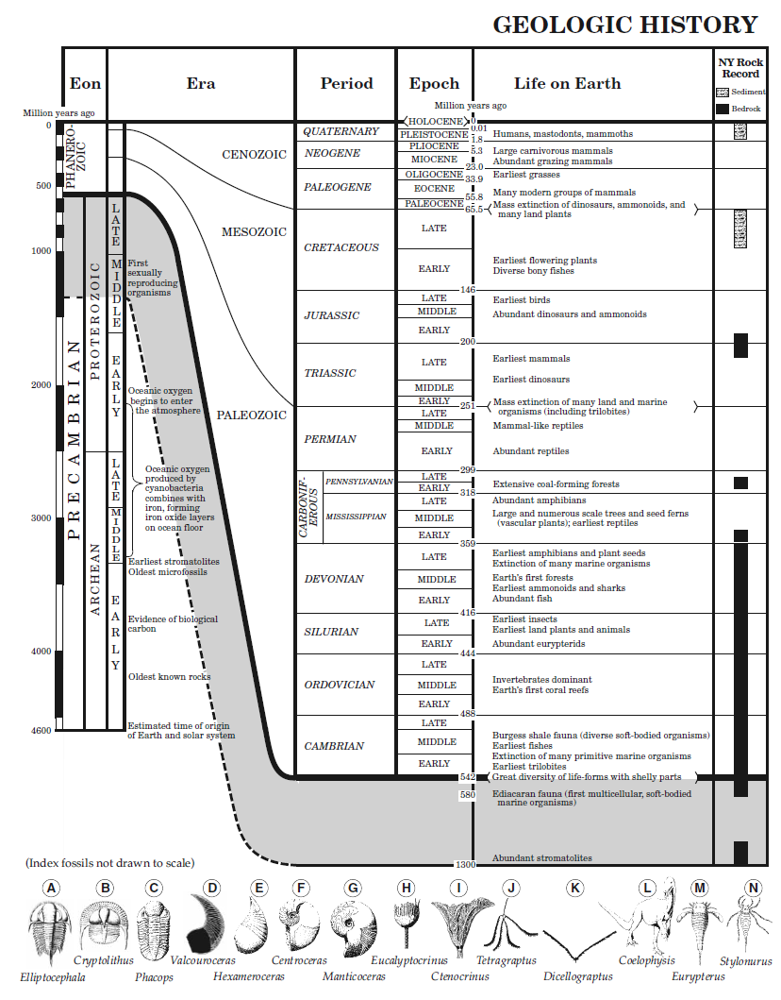 GEOLOGIC HISTORY
Eon
Era
Period
Epoch
Life on Earth
NY Rock
Record
Sediment
Bedrock
Million years ago
Million years ago
0
500
1000
2000
3000
4000
4600
PHANERO-
ZOIC
PRECAMBRIAN
PROTEROZOIC
ARCHEAN
LATE
MIDDLE
EARLY
LATE
MIDDLE
EARLY
First
sexually
reproducing
organisms
Oceanic oxygen
begins to enter
the atmosphere
Oceanic oxygen
produced by
cyanobacteria
combines with
iron, forming
iron oxide layers
on ocean floor
Earliest stromatolites
Oldest microfossils
Evidence of biological
carbon
Oldest known rocks
Estimated time of origin
of Earth and solar system
CENOZOIC
MESOZOIC
PALEOZOIC
QUATERNARY
HOLOCENE 0
0.01
PLEISTOCENE
1.8
Humans, mastodonts, mammoths
NEOGENE
PLIOCENE
5.3
Large carnivorous mammals
MIOCENE
Abundant grazing mammals
23.0
PALEOGENE
OLIGOCENE
33.9
Earliest grasses
EOCENE
Many modern groups of mammals
55.8
PALEOCENE
65.5
Mass extinction of dinosaurs, ammonoids, and
many land plants
CRETACEOUS
LATE
EARLY
Earliest flowering plants
Diverse bony fishes
146
JURASSIC
LATE
Earliest birds
MIDDLE
Abundant dinosaurs and ammonoids
EARLY
200
TRIASSIC
LATE
Earliest mammals
Earliest dinosaurs
MIDDLE
EARLY
251
Mass extinction of many land and marine
organisms (including trilobites)
PERMIAN
LATE
MIDDLE
Mammal-like reptiles
EARLY
Abundant reptiles
299
CARBONIF-
EROUS
PENNSYLVANIAN
LATE
EARLY
Extensive coal-forming forests
318
MISSISSIPPIAN
LATE
Abundant amphibians
MIDDLE
Large and numerous scale trees and seed ferns
(vascular plants); earliest reptiles
EARLY
359
DEVONIAN
LATE
Earliest amphibians and plant seeds
Extinction of many marine organisms
MIDDLE
Earth's first forests
Earliest ammonoids and sharks
EARLY
Abundant fish
416
SILURIAN
LATE
Earliest insects
Earliest land plants and animals
EARLY
Abundant eurypterids
444
ORDOVICIAN
LATE
MIDDLE
Invertebrates dominant
Earth's first coral reefs
EARLY
488
CAMBRIAN
LATE
MIDDLE
Burgess shale fauna (diverse soft-bodied organisms)
Earliest fishes
Extinction of many primitive marine organisms
EARLY
Earliest trilobites
542
Great diversity of life-forms with shelly parts
580
Ediacaran fauna (first multicellular, soft-bodied
marine organisms)
Abundant stromatolites
1300
(Index fossils not drawn to scale)
A B C D E F G H I J K L M N
Elliptocephala
Cryptolithus
Phacops
Valcouroceras
Hexameroceras
Centroceras
Manticoceras
Eucalyptocrinus
Ctenocrinus
Tetragraptus
Dicellograptus
Coelophysis
Eurypterus
Stylonurus